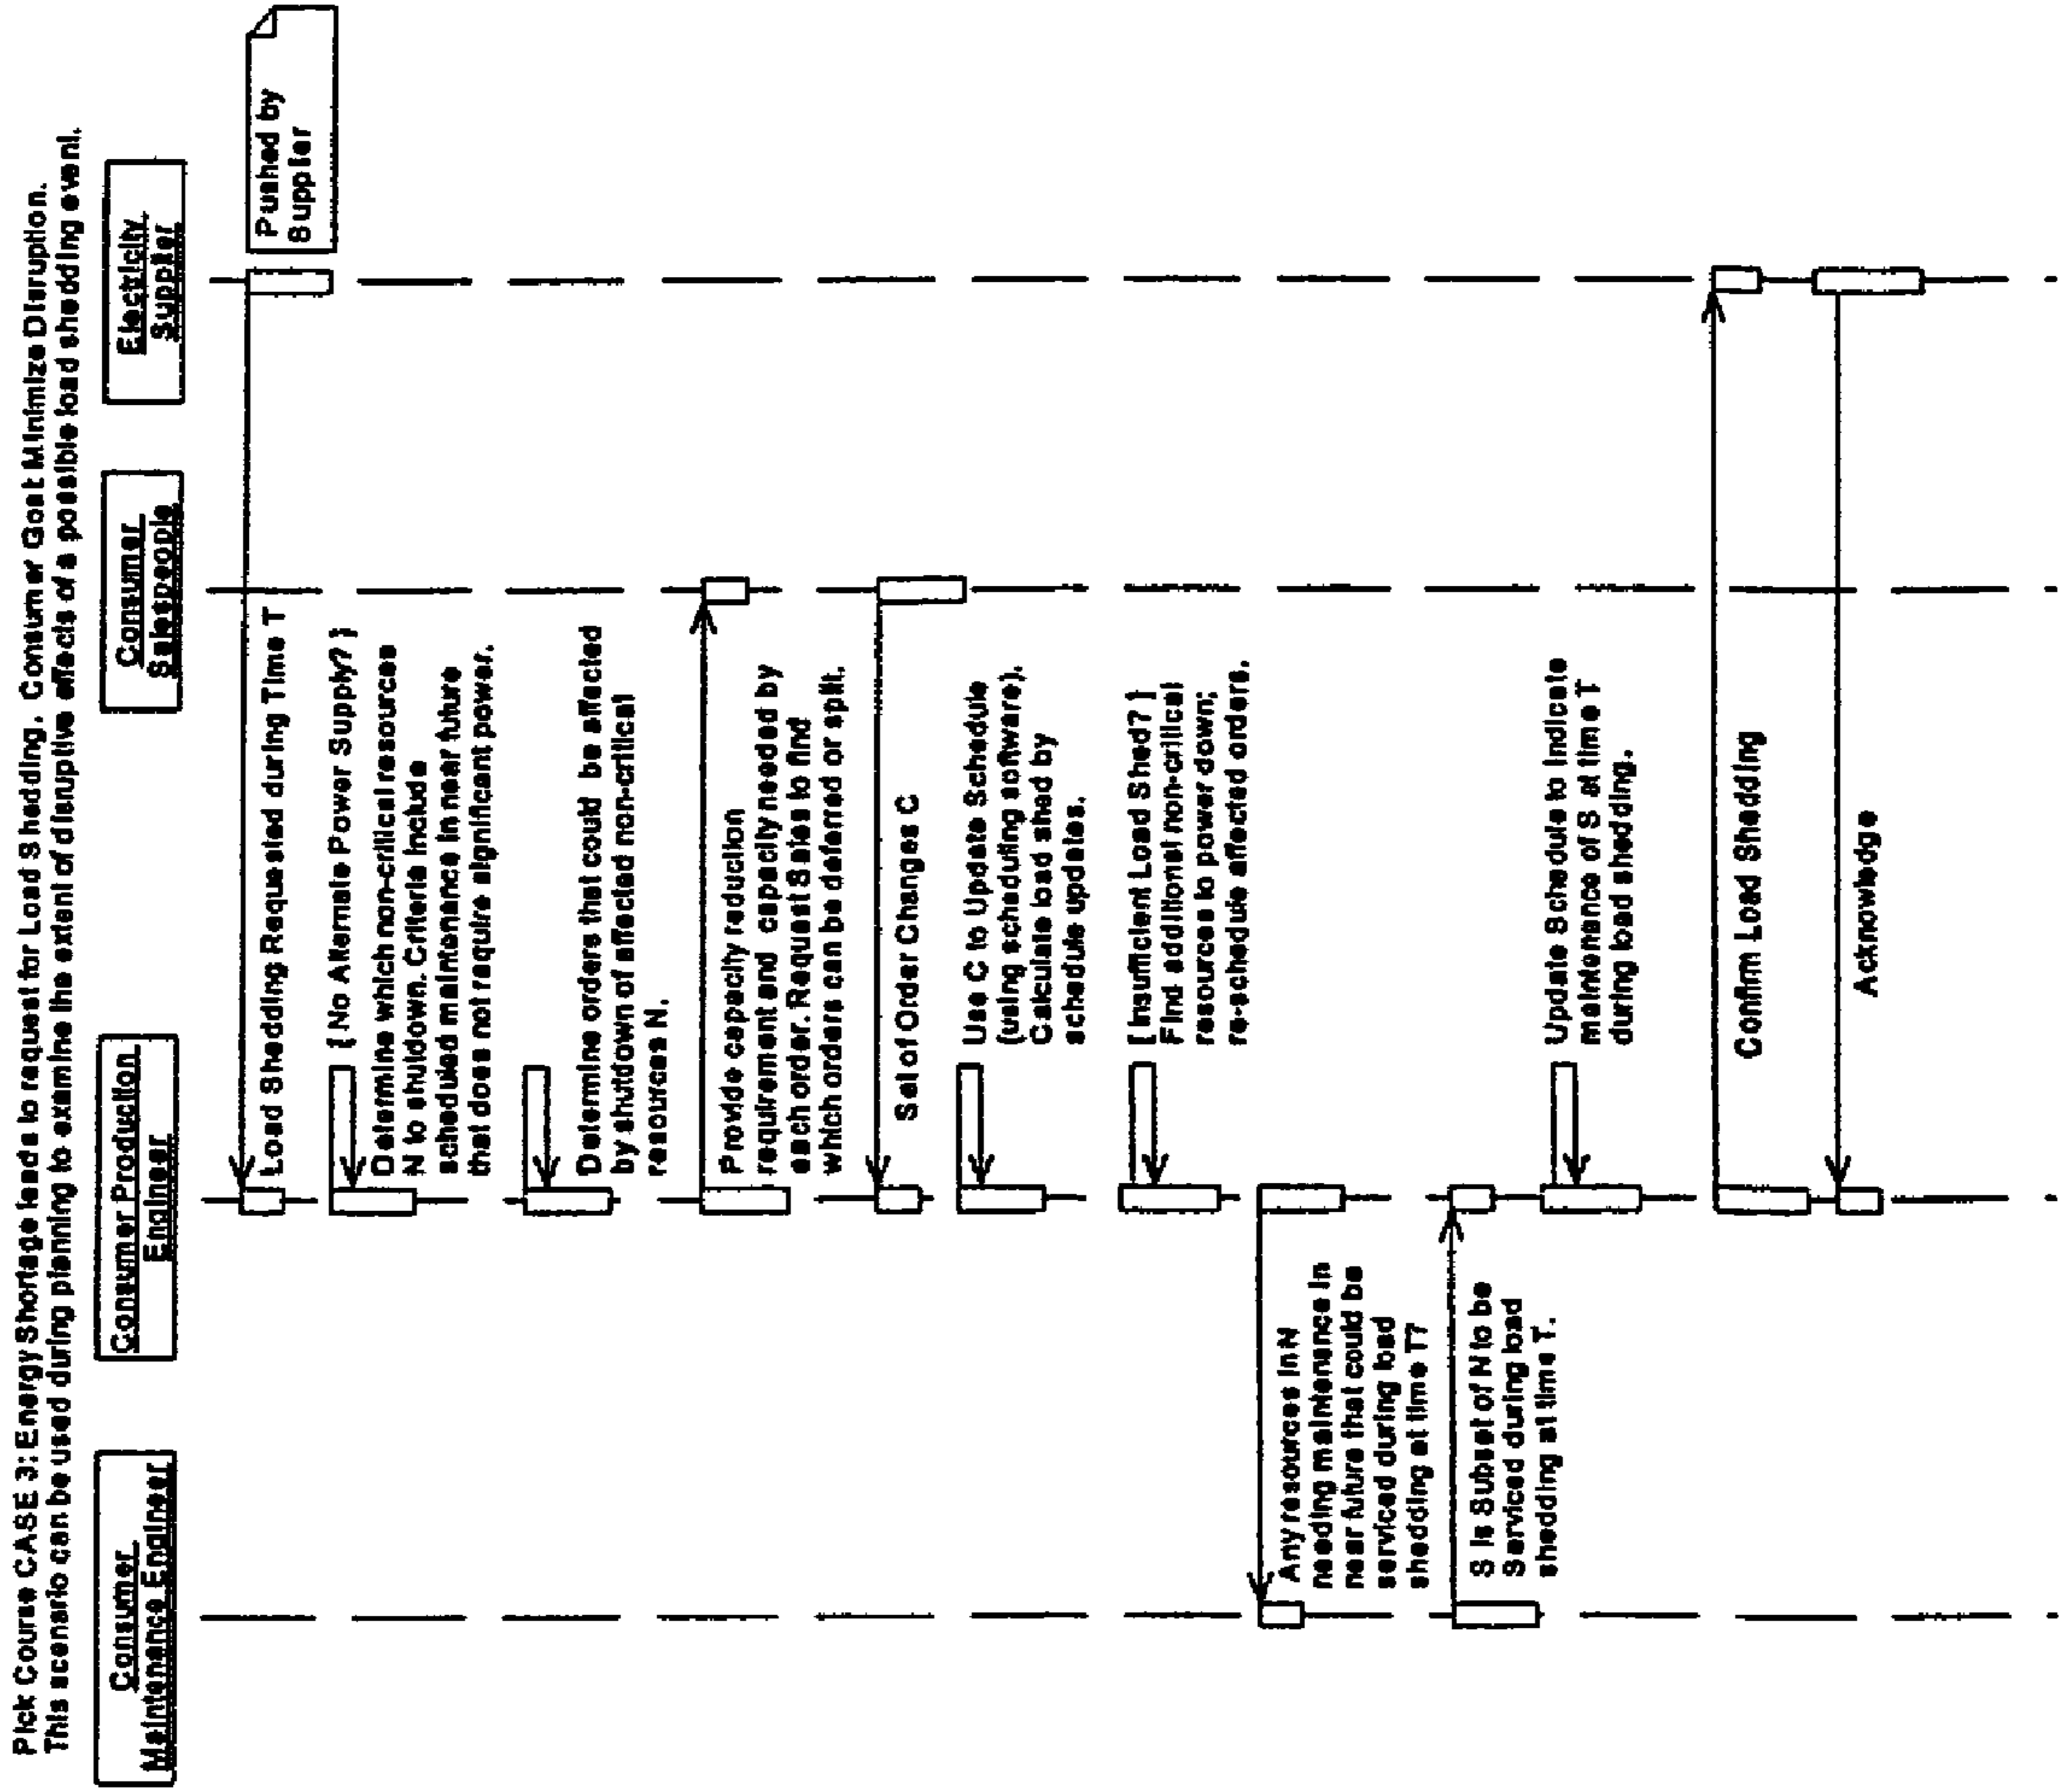 Pick Course CASE 3: Energy Shortage leads to request for Load Shedding. Consumer Goal: Minimize Disruption.
This scenario can be used during planning to examine the extent of disruptive effects of a possible load shedding event.
Consumer
Maintenance Engineer
Consumer Production
Engineer
Consumer
Salespeople
Electricity
Supplier
Pushed by
Supplier
Load Shedding Requested during Time T
[ No Alternate Power Supply? ]
Determine which non-critical resources
N to shutdown. Criteria Include
scheduled maintenance in near future
that does not require significant power.
Determine orders that could be affected
by shutdown of affected non-critical
resources N.
Provide capacity reduction
requirement and capacity needed by
each order. Request Sales to find
which orders can be deferred or split.
Set of Order Changes C
Use C to Update Schedule
(using scheduling software).
Calculate load shed by
schedule updates.
[ Insufficient Load Shed? ]
Find additional non-critical
resources to power down;
re-schedule affected orders.
Any resources in N
needing maintenance in
near future that could be
serviced during load
shedding at time T?
S is Subset of N to be
Serviced during load
shedding at time T.
Update Schedule to Indicate
maintenance of S at time T
during load shedding.
Confirm Load Shedding
Acknowledge